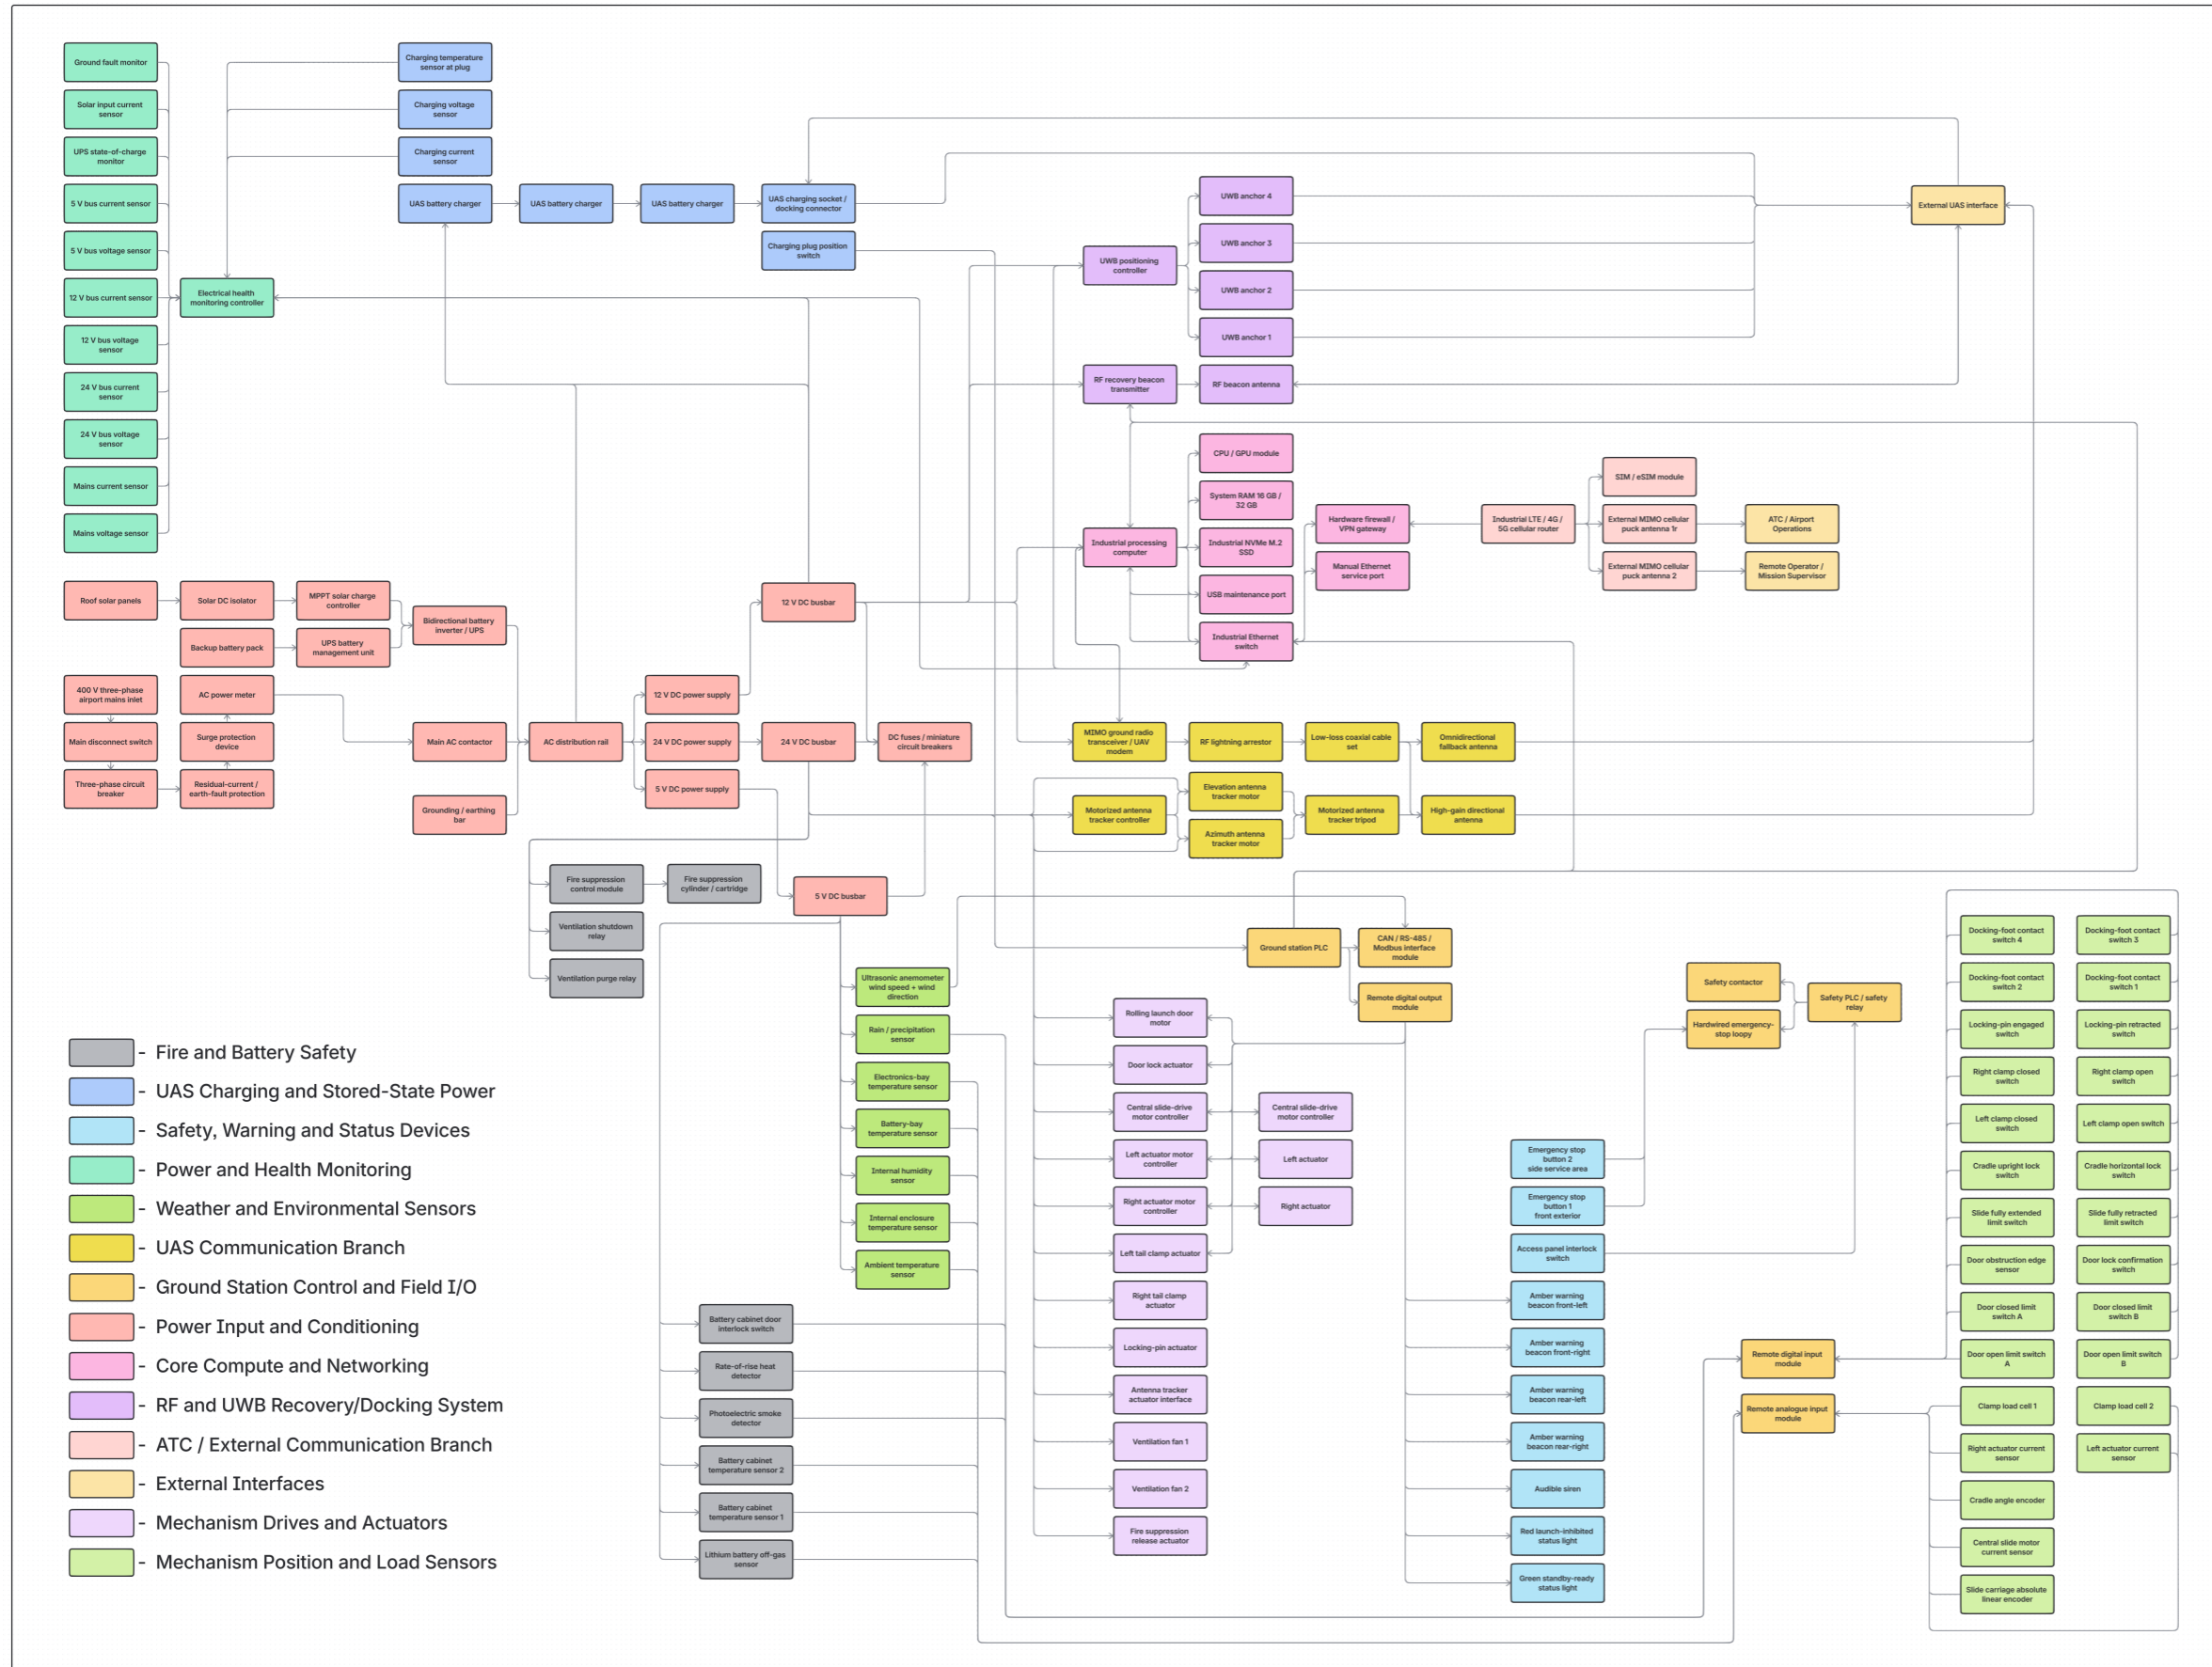 Ground fault monitor
Solar input current
sensor
UPS state-of-charge
monitor
5 V bus current sensor
5 V bus voltage sensor
12 V bus current sensor
12 V bus voltage
sensor
24 V bus current
sensor
24 V bus voltage
sensor
Mains current sensor
Mains voltage sensor
Electrical health
monitoring controller
Charging temperature
sensor at plug
Charging voltage
sensor
Charging current
sensor
UAS battery charger
UAS battery charger
UAS battery charger
UAS charging socket /
docking connector
Charging plug position
switch
UWB positioning
controller
UWB anchor 4
UWB anchor 3
UWB anchor 2
UWB anchor 1
RF recovery beacon
transmitter
RF beacon antenna
External UAS interface
CPU / GPU module
System RAM 16 GB /
32 GB
Industrial processing
computer
Industrial NVMe M.2
SSD
USB maintenance port
Industrial Ethernet
switch
Hardware firewall /
VPN gateway
Manual Ethernet
service port
Industrial LTE / 4G /
5G cellular router
SIM / eSIM module
External MIMO cellular
puck antenna 1r
External MIMO cellular
puck antenna 2
ATC / Airport
Operations
Remote Operator /
Mission Supervisor
Roof solar panels
Solar DC isolator
MPPT solar charge
controller
Backup battery pack
UPS battery
management unit
Bidirectional battery
inverter / UPS
400 V three-phase
airport mains inlet
AC power meter
Main disconnect switch
Surge protection
device
Three-phase circuit
breaker
Residual-current /
earth-fault protection
Main AC contactor
Grounding / earthing
bar
AC distribution rail
12 V DC power supply
24 V DC power supply
5 V DC power supply
12 V DC busbar
24 V DC busbar
DC fuses / miniature
circuit breakers
5 V DC busbar
MIMO ground radio
transceiver / UAV
modem
RF lightning arrestor
Low-loss coaxial cable
set
Omnidirectional
fallback antenna
Motorized antenna
tracker controller
Elevation antenna
tracker motor
Azimuth antenna
tracker motor
Motorized antenna
tracker tripod
High-gain directional
antenna
Fire suppression
control module
Fire suppression
cylinder / cartridge
Ventilation shutdown
relay
Ventilation purge relay
Ultrasonic anemometer
wind speed + wind
direction
Rain / precipitation
sensor
Electronics-bay
temperature sensor
Battery-bay
temperature sensor
Internal humidity
sensor
Internal enclosure
temperature sensor
Ambient temperature
sensor
Battery cabinet door
interlock switch
Rate-of-rise heat
detector
Photoelectric smoke
detector
Battery cabinet
temperature sensor 2
Battery cabinet
temperature sensor 1
Lithium battery off-gas
sensor
Ground station PLC
CAN / RS-485 /
Modbus interface
module
Remote digital output
module
Rolling launch door
motor
Door lock actuator
Central slide-drive
motor controller
Central slide-drive
motor controller
Left actuator motor
controller
Left actuator
Right actuator motor
controller
Right actuator
Left tail clamp actuator
Right tail clamp
actuator
Locking-pin actuator
Antenna tracker
actuator interface
Ventilation fan 1
Ventilation fan 2
Fire suppression
release actuator
Safety contactor
Safety PLC / safety
relay
Hardwired emergency-
stop loopy
Emergency stop
button 2
side service area
Emergency stop
button 1
front exterior
Access panel interlock
switch
Amber warning
beacon front-left
Amber warning
beacon front-right
Amber warning
beacon rear-left
Amber warning
beacon rear-right
Audible siren
Red launch-inhibited
status light
Green standby-ready
status light
Remote digital input
module
Remote analogue input
module
Docking-foot contact
switch 4
Docking-foot contact
switch 3
Docking-foot contact
switch 2
Docking-foot contact
switch 1
Locking-pin engaged
switch
Locking-pin retracted
switch
Right clamp closed
switch
Right clamp open
switch
Left clamp closed
switch
Left clamp open switch
Cradle upright lock
switch
Cradle horizontal lock
switch
Slide fully extended
limit switch
Slide fully retracted
limit switch
Door obstruction edge
sensor
Door lock confirmation
switch
Door closed limit
switch A
Door closed limit
switch B
Door open limit switch
A
Door open limit switch
B
Clamp load cell 1
Clamp load cell 2
Right actuator current
sensor
Left actuator current
sensor
Cradle angle encoder
Central slide motor
current sensor
Slide carriage absolute
linear encoder
- Fire and Battery Safety
- UAS Charging and Stored-State Power
- Safety, Warning and Status Devices
- Power and Health Monitoring
- Weather and Environmental Sensors
- UAS Communication Branch
- Ground Station Control and Field I/O
- Power Input and Conditioning
- Core Compute and Networking
- RF and UWB Recovery/Docking System
- ATC / External Communication Branch
- External Interfaces
- Mechanism Drives and Actuators
- Mechanism Position and Load Sensors